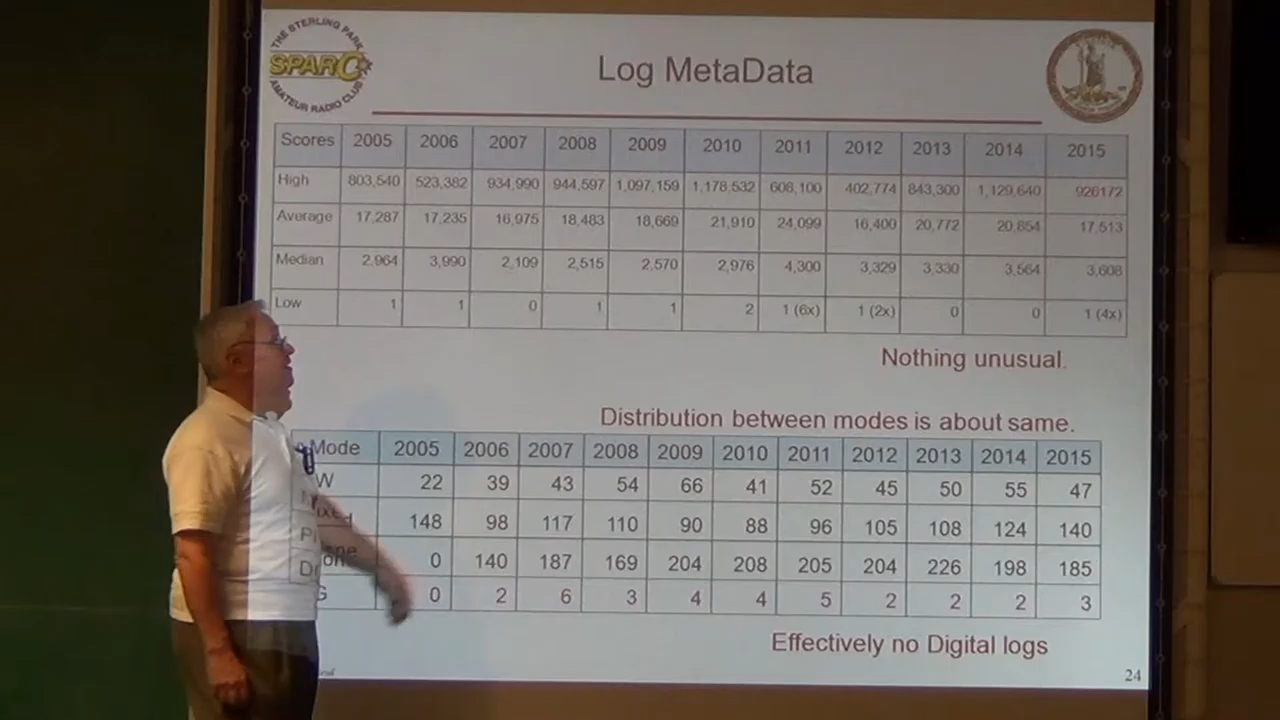 THE STERLING PARK
SPARC
AMATEUR RADIO CLUB
Log MetaData
Scores 2005 2006 2007 2008 2009 2010 2011 2012 2013 2014 2015
High 803,540 523,382 934,990 944,597 1,097,159 1,178,532 608,100 402,774 843,300 1,129,640 926172
Average 17,287 17,235 16,975 18,483 18,669 21,910 24,099 16,400 20,772 20,854 17,513
Median 2,964 3,990 2,109 2,515 2,570 2,976 4,300 3,329 3,330 3,564 3,608
Low 1 1 0 1 1 2 1 (6x) 1 (2x) 0 0 1 (4x)
Nothing unusual.
Distribution between modes is about same.
Mode 2005 2006 2007 2008 2009 2010 2011 2012 2013 2014 2015
W 22 39 43 54 66 41 52 45 50 55 47
ixed 148 98 117 110 90 88 96 105 108 124 140
one 0 140 187 169 204 208 205 204 226 198 185
G 0 2 6 3 4 4 5 2 2 2 3
Effectively no Digital logs
24